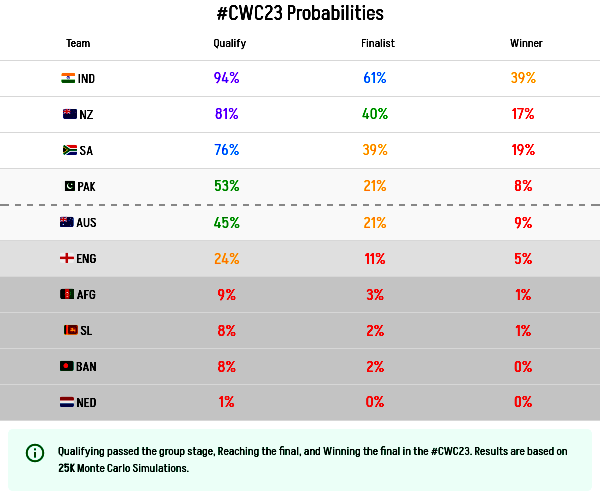 #CWC23 Probabilities
Team Qualify Finalist Winner
IND 94% 61% 39%
NZ 81% 40% 17%
SA 76% 39% 19%
PAK 53% 21% 8%
AUS 45% 21% 9%
ENG 24% 11% 5%
AFG 9% 3% 1%
SL 8% 2% 1%
BAN 8% 2% 0%
NED 1% 0% 0%
Qualifying passed the group stage, Reaching the final, and Winning the final in the #CWC23. Results are based on
25K Monte Carlo Simulations.